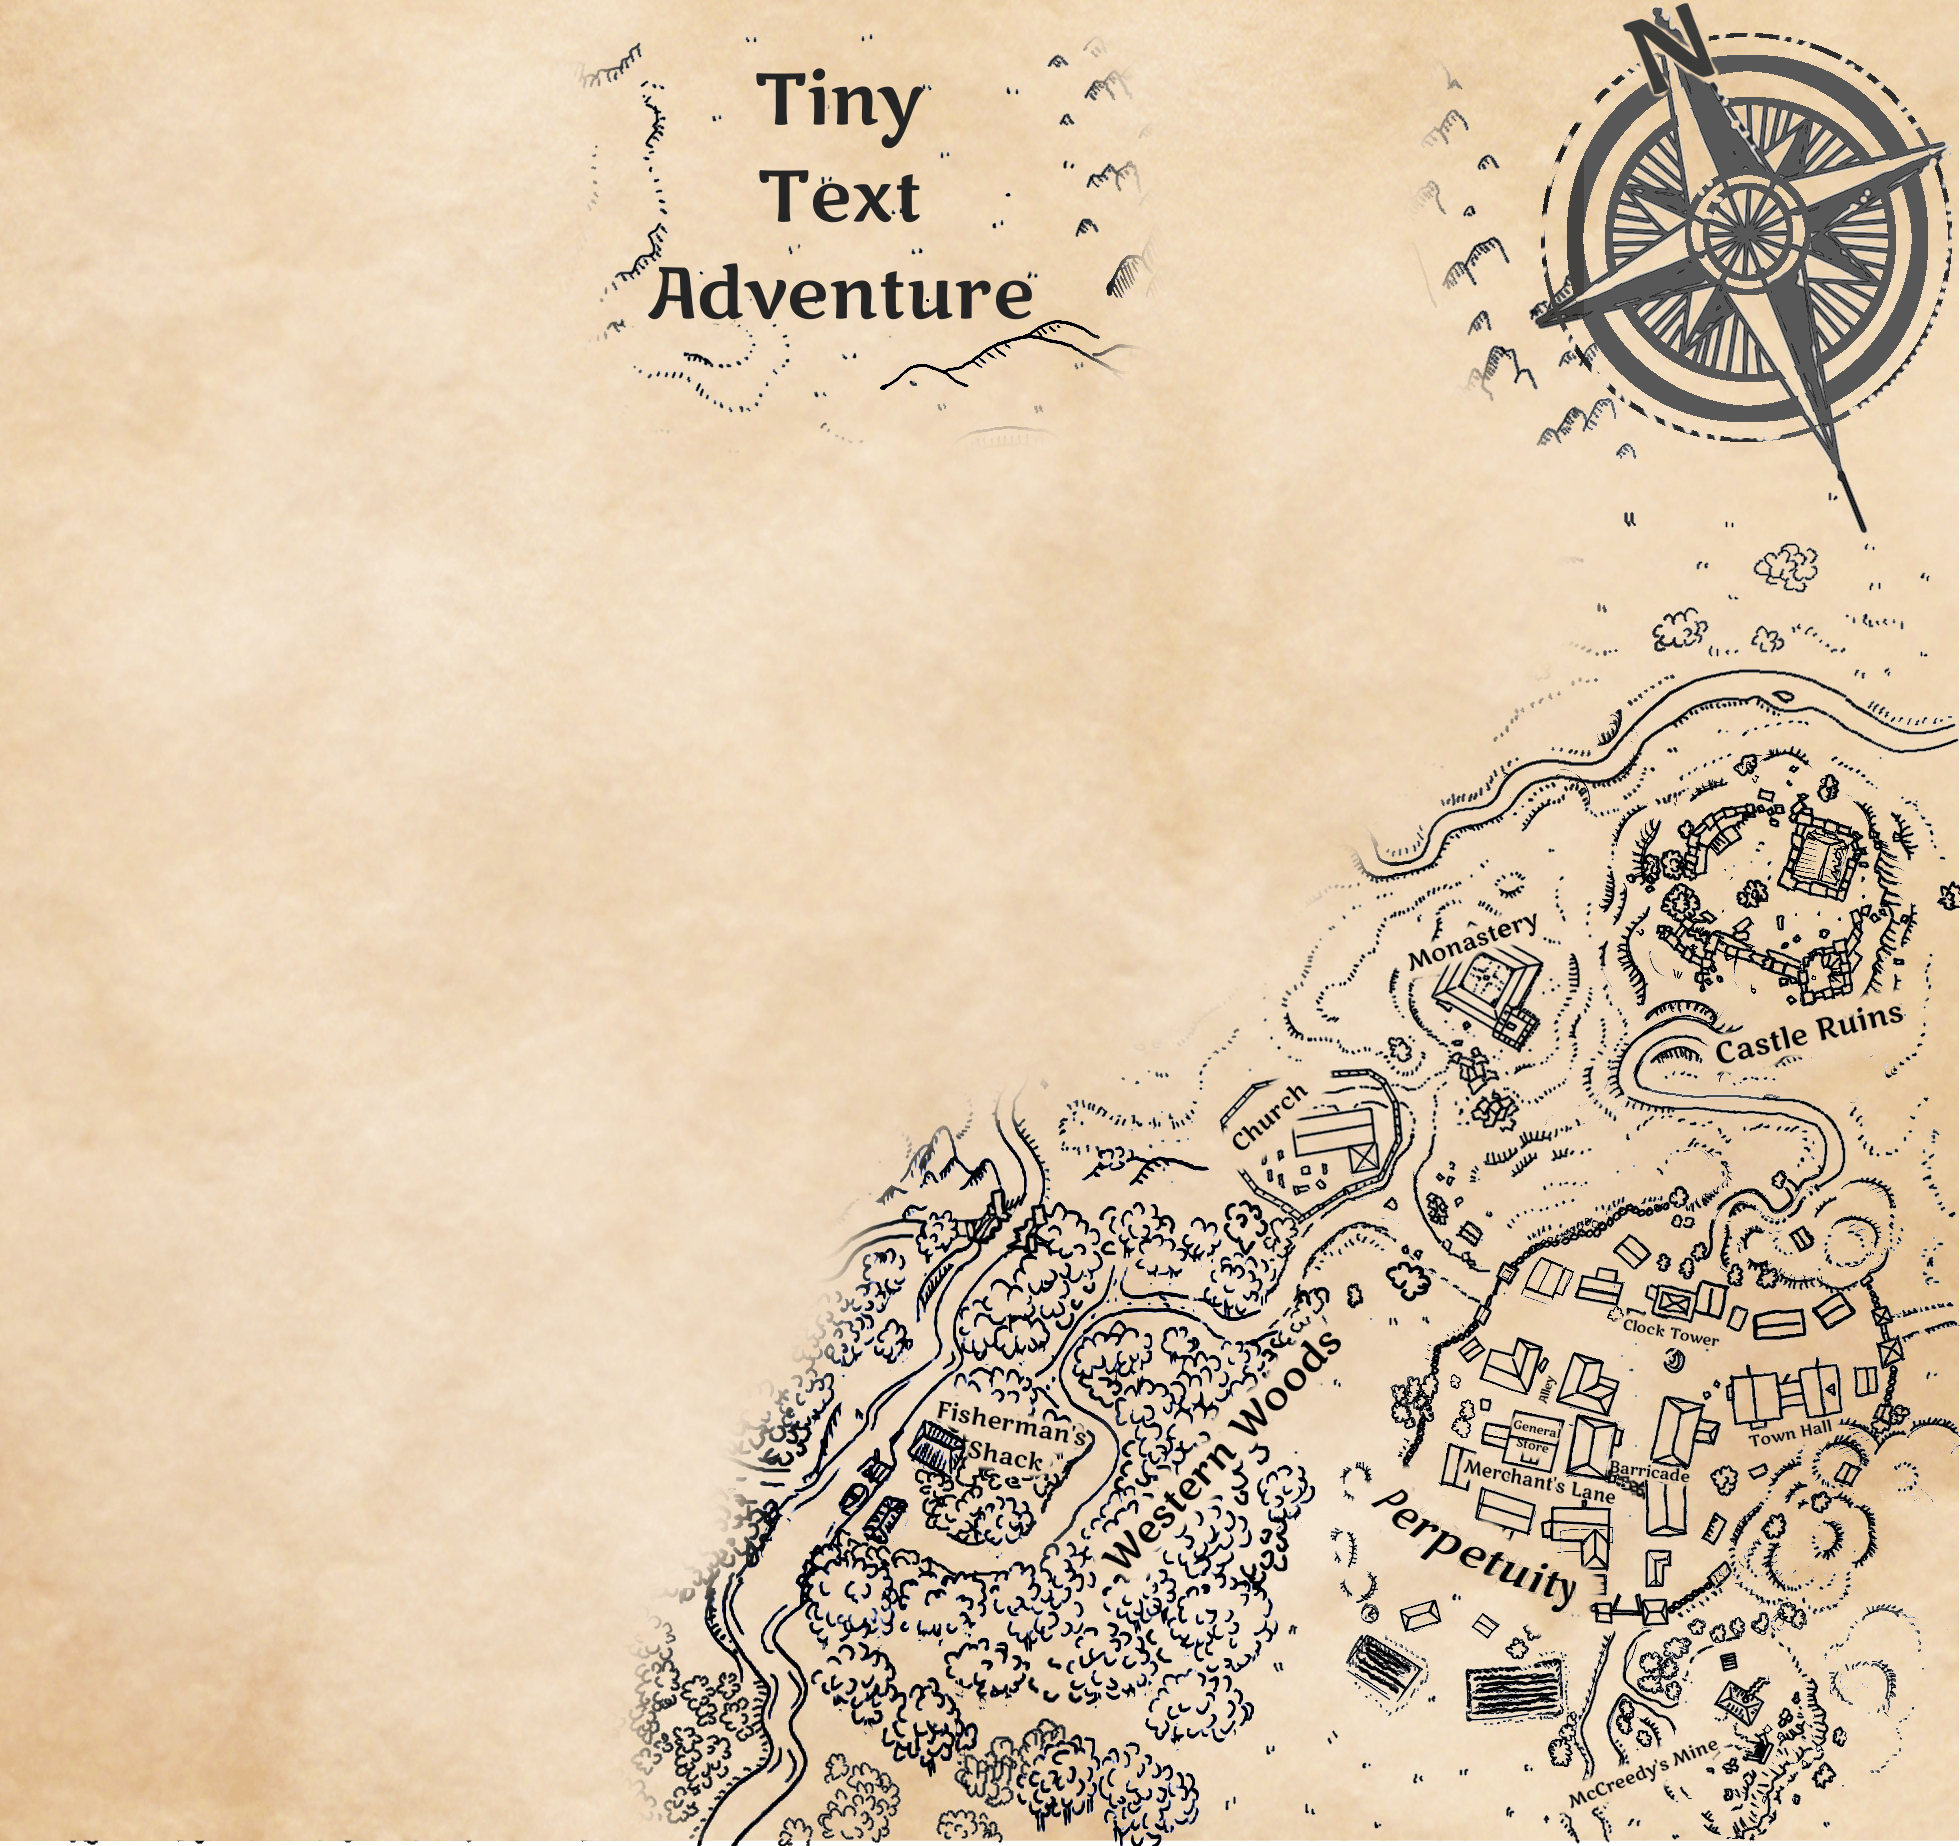 N
Tiny
Text
Adventure
Monastery
Castle Ruins
Church
Clock Tower
Alley
Town Hall
General
Store
Fisherman's
Shack
Western Woods
Merchant's Lane
Barricade
Perpetuity
McCreedy's Mine